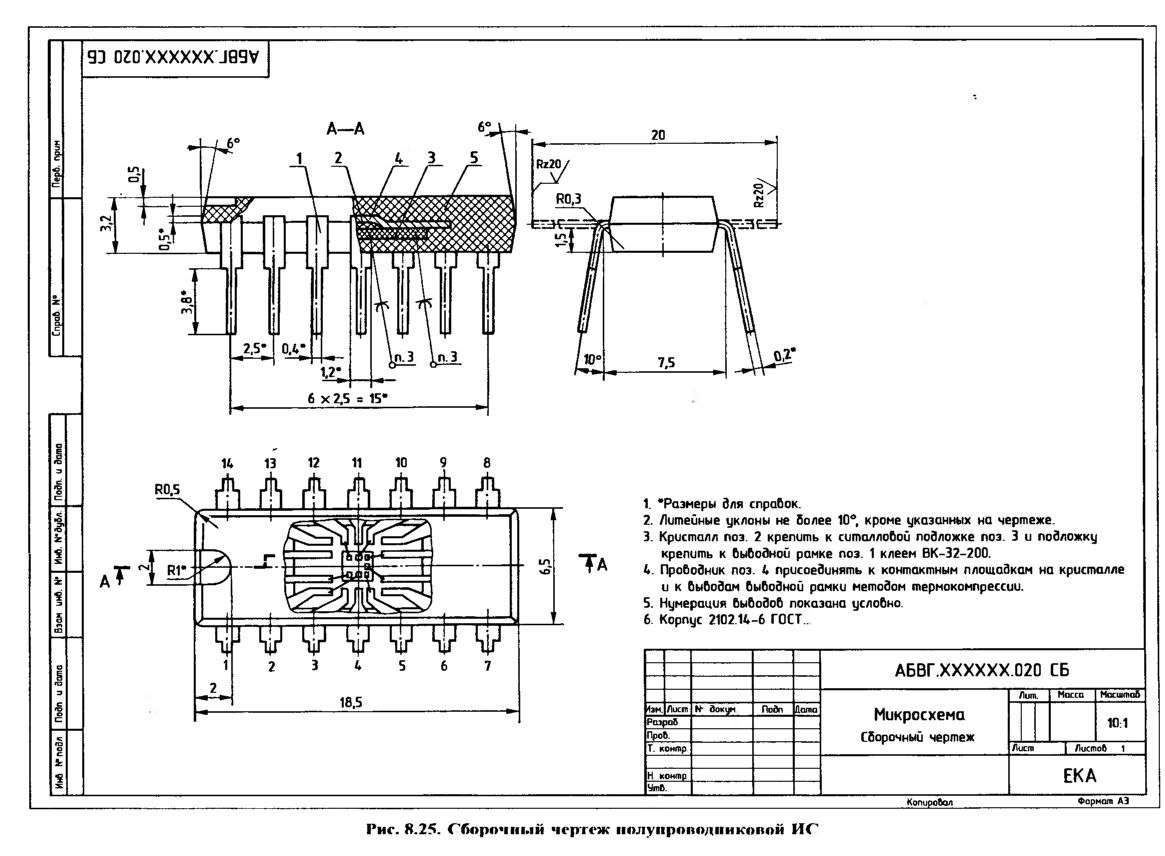 АБВГ.XXXXXX.020 СБ
Перв. прим
Справ. №
Подп. и дата
Инв. № дубл.
Взам. инв. №
Подп. и дата
Инв № подл
А—А
6°
6°
1 2 4 3 5
0,5
3,2
0,5*
3,8*
2,5*
0,4*
1,2*
п. 3
п. 3
6 × 2,5 = 15*
20
Rz20
Rz20
R0,3
1,5
10°
7,5
0,2*
14 13 12 11 10 9 8
R0,5
А
2
R1*
6,5
А
1 2 3 4 5 6 7
2
18,5
1. *Размеры для справок.
2. Литейные уклоны не более 10°, кроме указанных на чертеже.
3. Кристалл поз. 2 крепить к ситалловой подложке поз. 3 и подложку
крепить к выводной рамке поз. 1 клеем ВК-32-200.
4. Проводник поз. 4 присоединять к контактным площадкам на кристалле
и к выводам выводной рамки методом термокомпрессии.
5. Нумерация выводов показана условно.
6. Корпус 2102.14-6 ГОСТ...
АБВГ.XXXXXX.020 СБ
Изм. Лист № докум. Подп Дата
Разраб
Пров.
Т. контр
Н контр
Утв.
Микросхема
Сборочный чертеж
Лит. Масса Масштаб
10:1
Лист Листов 1
ЕКА
Копировал Формат А3
Рис. 8.25. Сборочный чертеж полупроводниковой ИС